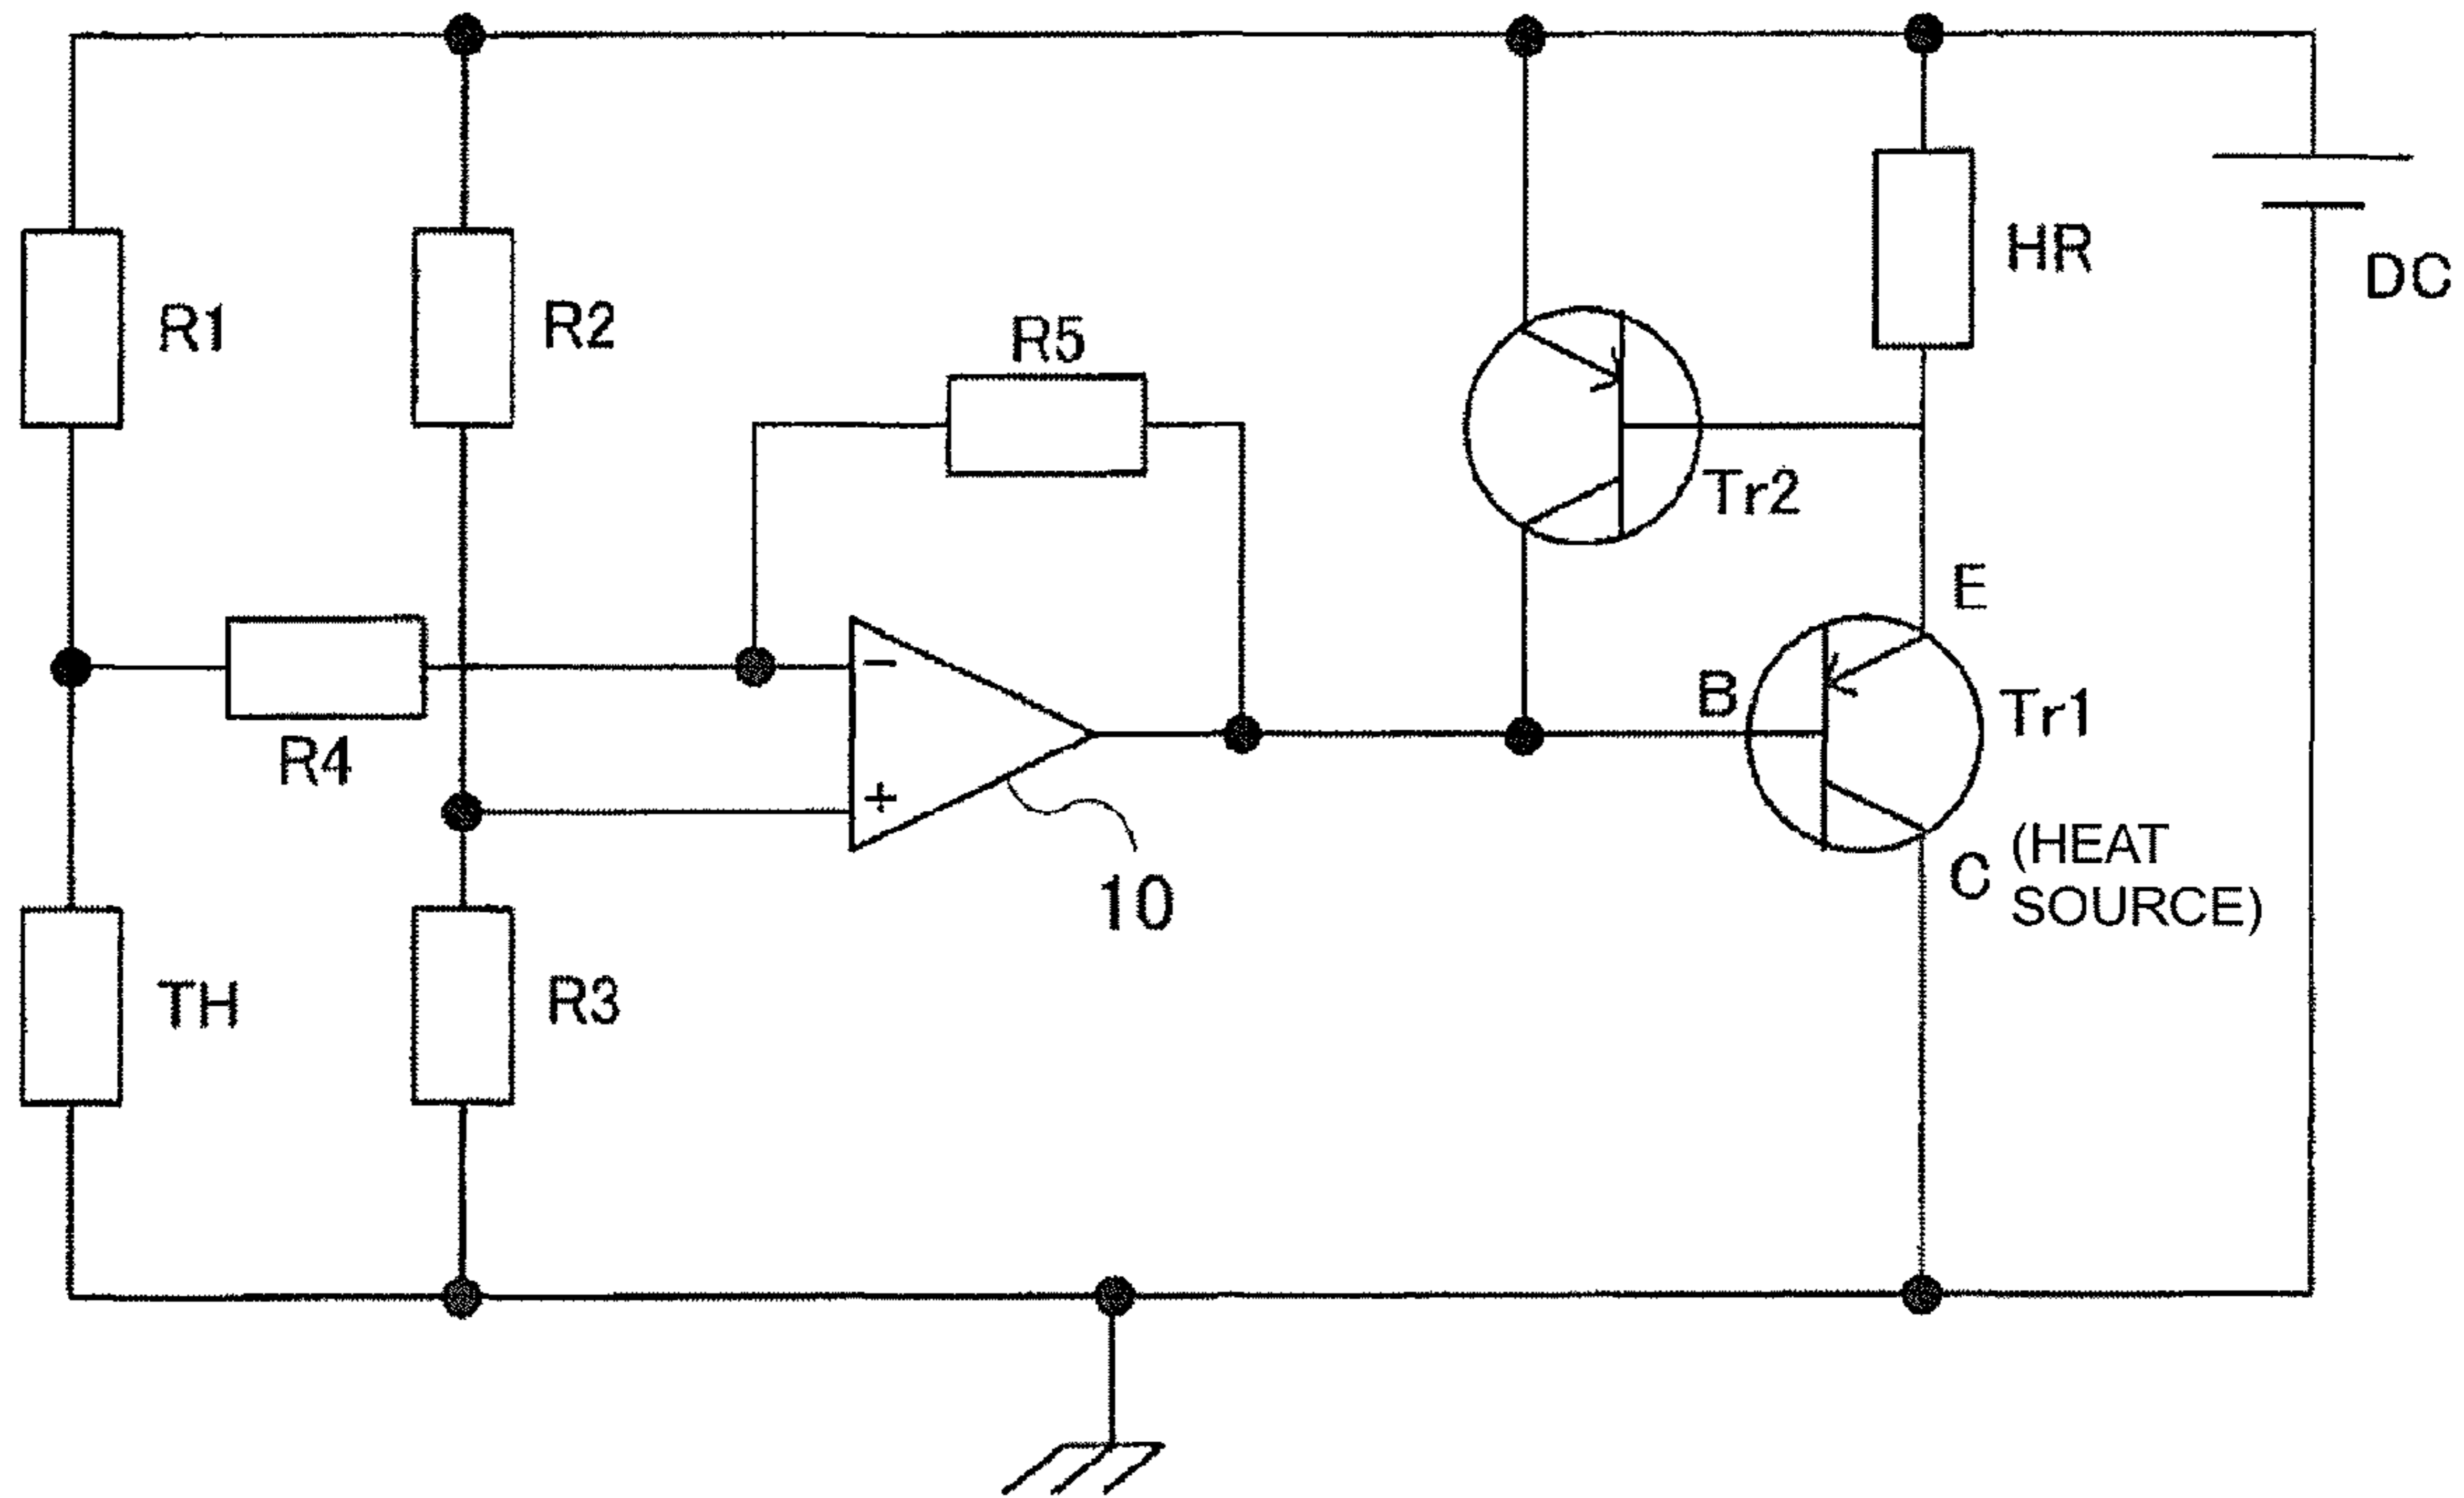 HR
DC
R1
R2
R5
Tr2
E
R4
−
+
B
Tr1
10
C
(HEAT
SOURCE)
TH
R3